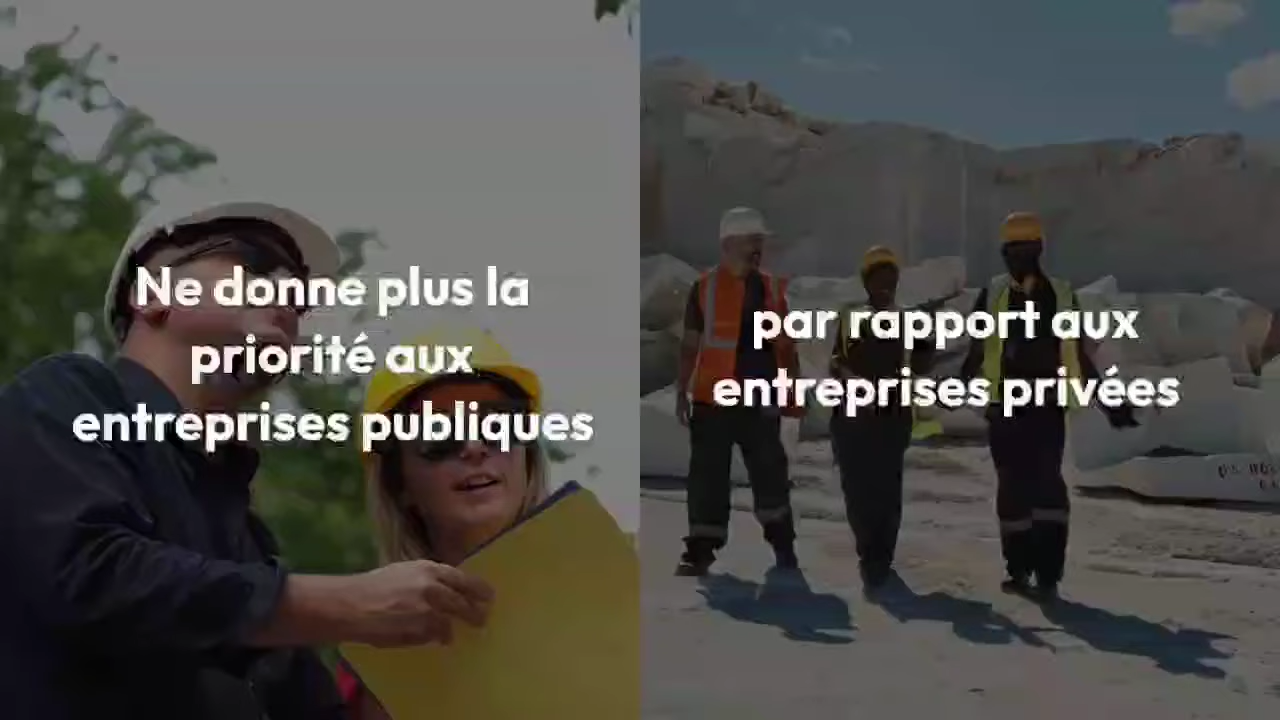 Ne donne plus la
priorité aux
entreprises publiques
par rapport aux
entreprises privées